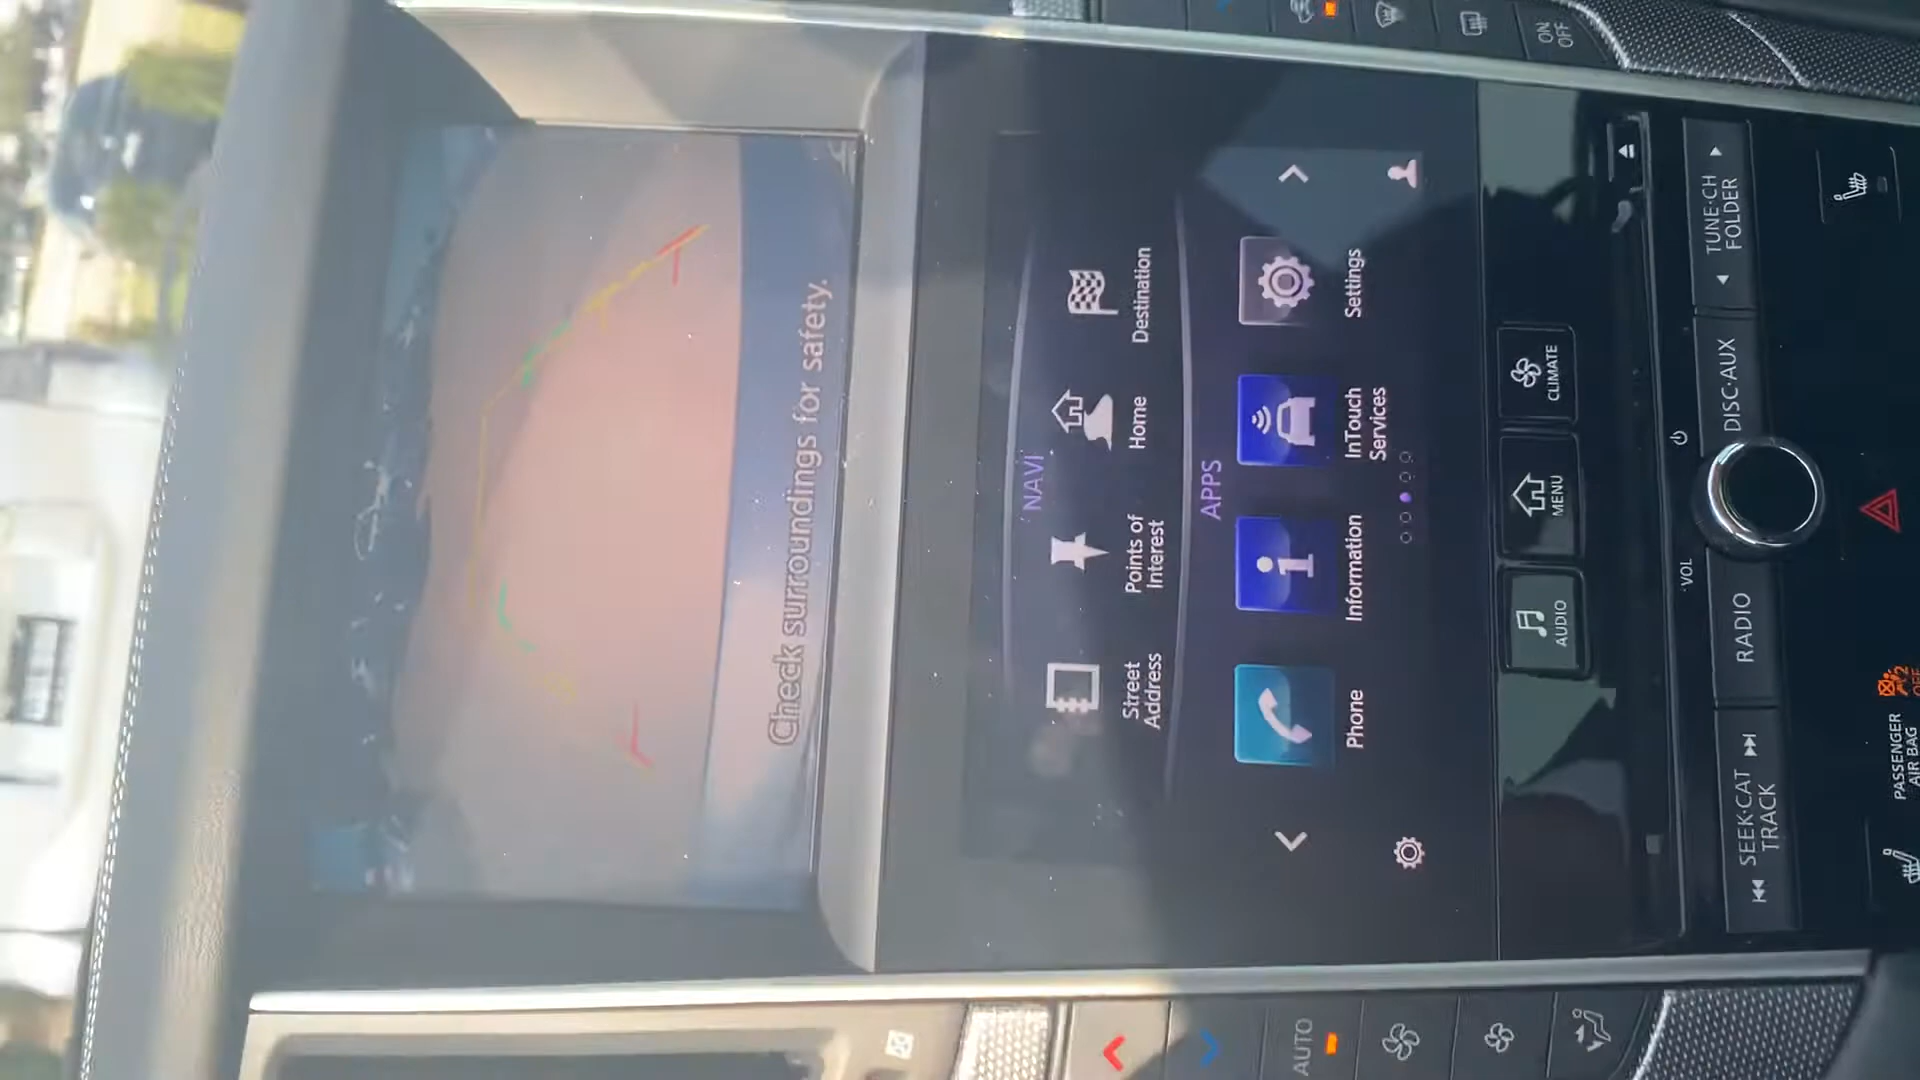 Check surroundings for safety.
NAVI
Street
Address
Points of
Interest
Home
Destination
APPS
Phone
Information
InTouch
Services
Settings
AUDIO
MENU
CLIMATE
VOL
SEEK·CAT
TRACK
RADIO
DISC·AUX
TUNE·CH
FOLDER
PASSENGER
AIR BAG
OFF
AUTO
ON
OFF